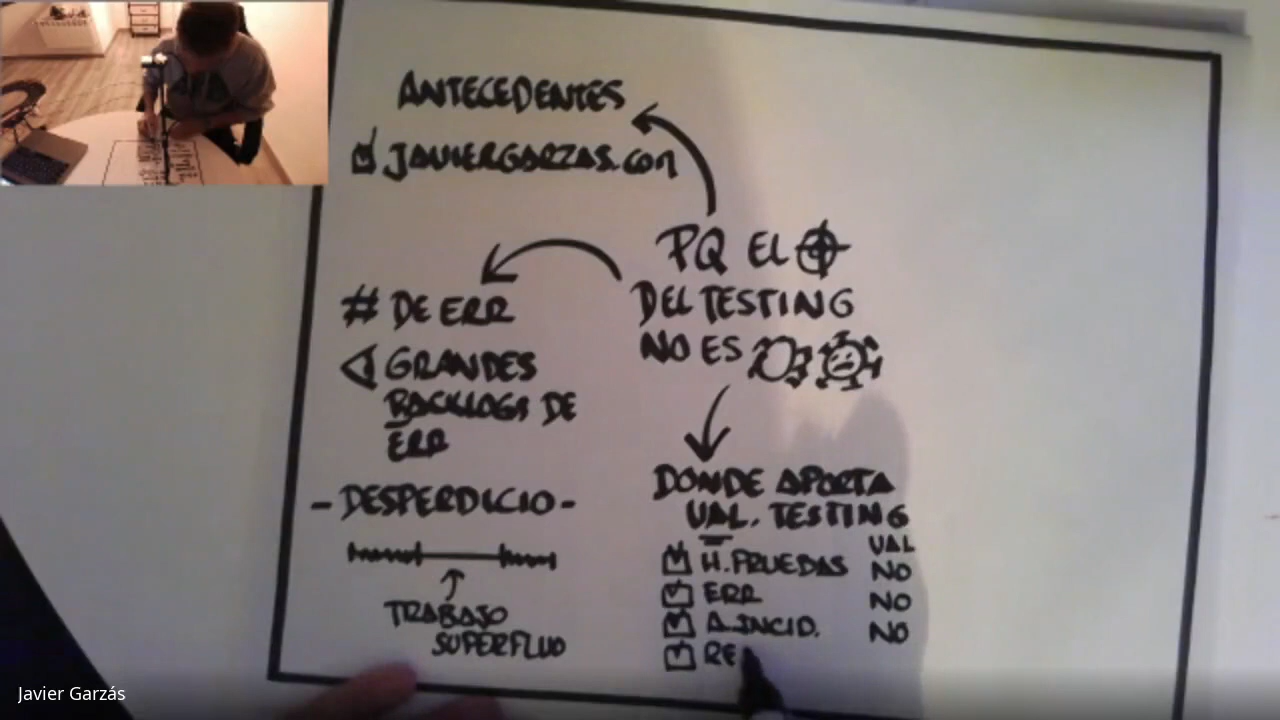 ANTECEDENTES
JAVIERGARZAS.com
PQ EL
DEL TESTING
NO ES
# DE ERR
GRANDES
BACKLOGS DE
ERR
- DESPERDICIO -
TRABAJO
SUPERFLUO
DONDE APORTA
VAL. TESTING
VAL
H. PRUEBAS NO
ERR NO
A. INCID. NO
RE
Javier Garzás